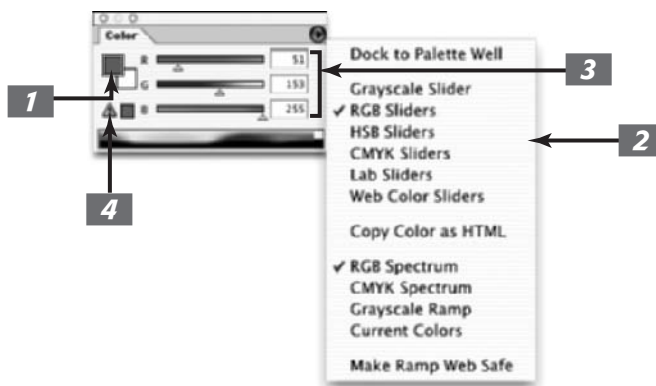 Color
R 51
G 153
B 255
1
4
3
2
Dock to Palette Well
Grayscale Slider
✓ RGB Sliders
HSB Sliders
CMYK Sliders
Lab Sliders
Web Color Sliders
Copy Color as HTML
✓ RGB Spectrum
CMYK Spectrum
Grayscale Ramp
Current Colors
Make Ramp Web Safe